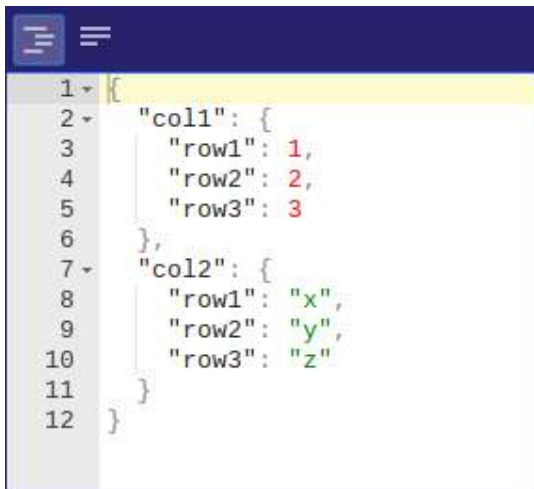 1 {
2 "col1": {
3 "row1": 1,
4 "row2": 2,
5 "row3": 3
6 },
7 "col2": {
8 "row1": "x",
9 "row2": "y",
10 "row3": "z"
11 }
12 }